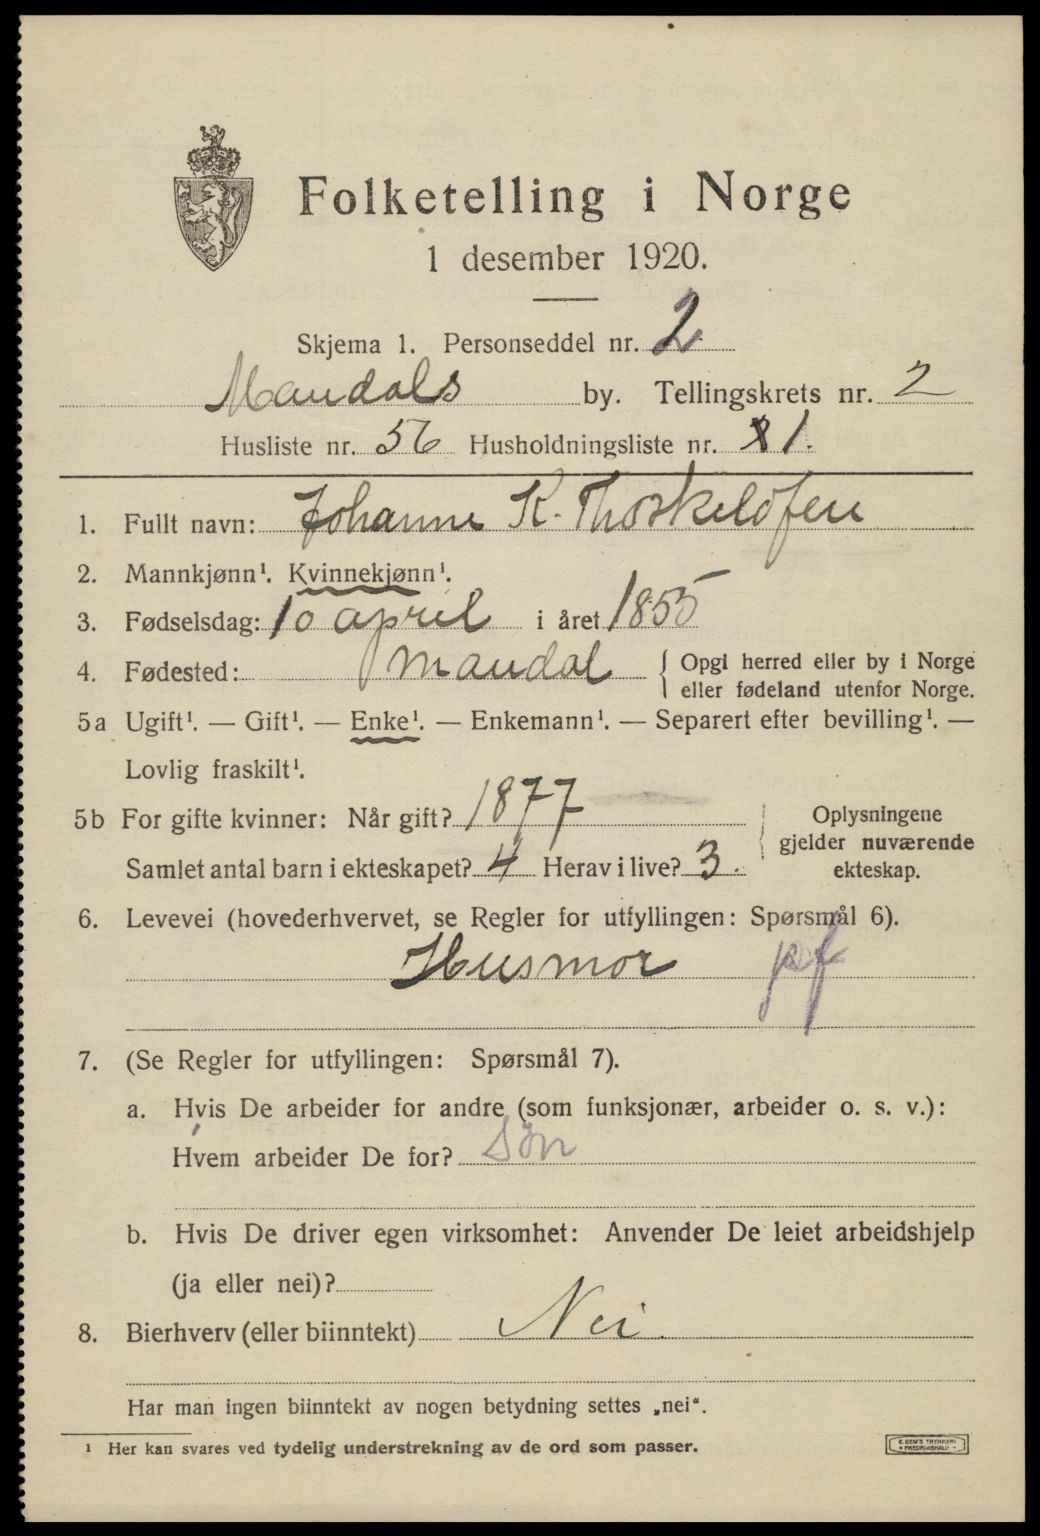 Folketelling i Norge
1 desember 1920.
Skjema 1. Personseddel nr. 2
Mandals by. Tellingskrets nr. 2
Husliste nr. 56 Husholdningsliste nr. 1.
1. Fullt navn: Johanne K. Thorkeldsen
2. Mannkjønn¹. Kvinnekjønn¹.
3. Fødselsdag: 10 april i året 1855
4. Fødested: Mandal { Opgi herred eller by i Norge
eller fødeland utenfor Norge.
5a Ugift¹. — Gift¹. — Enke¹. — Enkemann¹. — Separert efter bevilling¹. —
Lovlig fraskilt¹.
5b For gifte kvinner: Når gift? 1877
Samlet antal barn i ekteskapet? 4 Herav i live? 3.
Oplysningene
gjelder nuværende
ekteskap.
6. Levevei (hovederhvervet, se Regler for utfyllingen: Spørsmål 6).
Husmor pf
7. (Se Regler for utfyllingen: Spørsmål 7).
a. Hvis De arbeider for andre (som funksjonær, arbeider o. s. v.):
Hvem arbeider De for? Søn
b. Hvis De driver egen virksomhet: Anvender De leiet arbeidshjelp
(ja eller nei)?
8. Bierhverv (eller biinntekt) Nei.
Har man ingen biinntekt av nogen betydning settes „nei“.
¹ Her kan svares ved tydelig understrekning av de ord som passer.
E. SEM'S TRYKKERI
• FREDRIKSHALD •